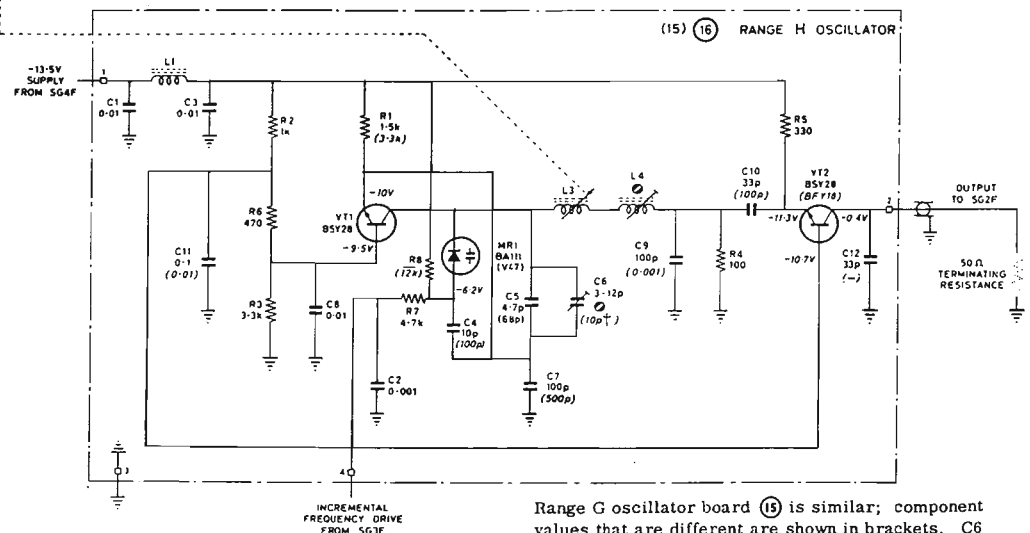 (15) 16 RANGE H OSCILLATOR
-13·5V
SUPPLY
FROM SG4F
1
L1
C1
0·01
C3
0·01
R2
1k
R1
1·5k
(3·3k)
R5
330
C11
0·1
(0·01)
R6
470
R3
3·3k
C8
0·01
VT1
BSY28
-10V
-9·5V
R8
(12k)
R7
4·7k
C2
0·001
MR1
BA111
(V47)
-6·2V
C4
10p
(100p)
C5
4·7p
(68p)
C6
3-12p
(10p†)
C7
100p
(500p)
L3
L4
C9
100p
(0·001)
R4
100
C10
33p
(100p)
VT2
BSY28
(BFY18)
-11·3V
-0·4V
-10·7V
C12
33p
(—)
2
OUTPUT
TO SG2F
50Ω
TERMINATING
RESISTANCE
3
4
INCREMENTAL
FREQUENCY DRIVE
FROM SG3F
Range G oscillator board 15 is similar; component
values that are different are shown in brackets. C6